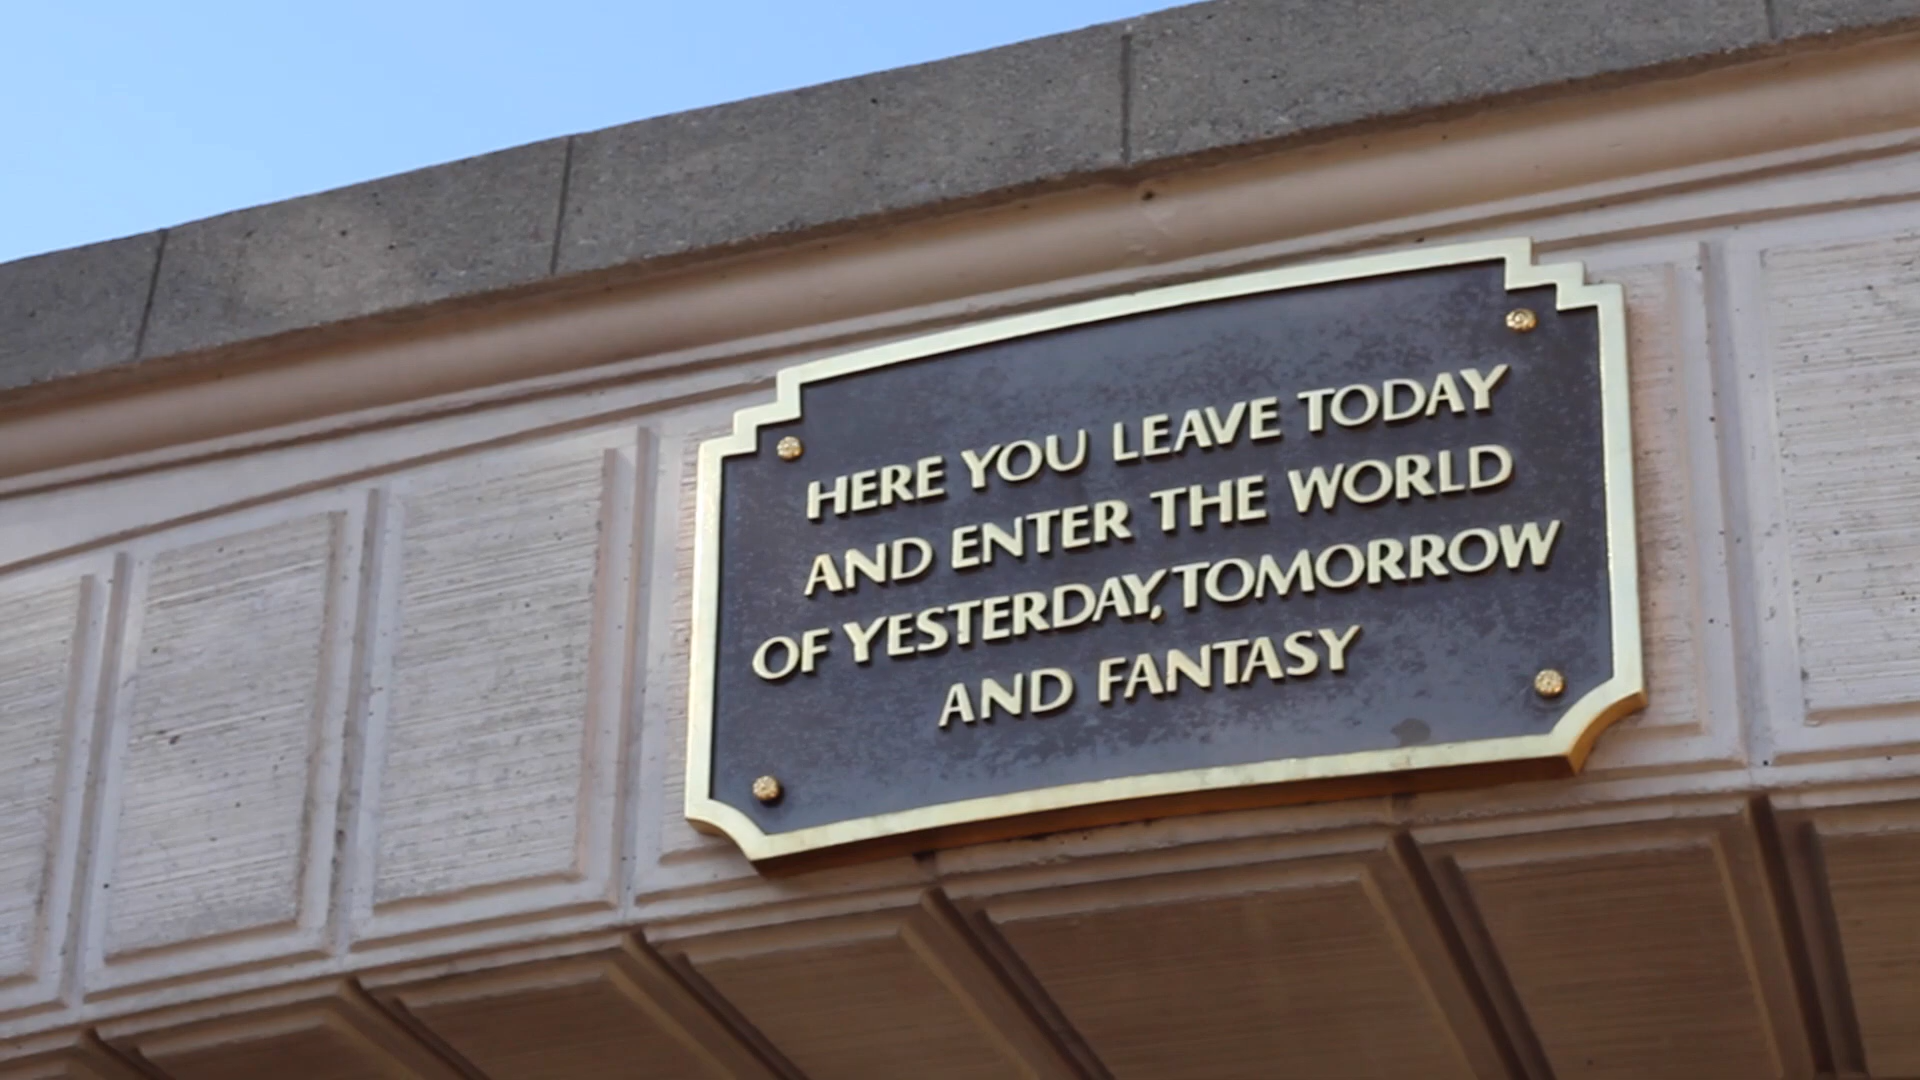 HERE YOU LEAVE TODAY
AND ENTER THE WORLD
OF YESTERDAY, TOMORROW
AND FANTASY